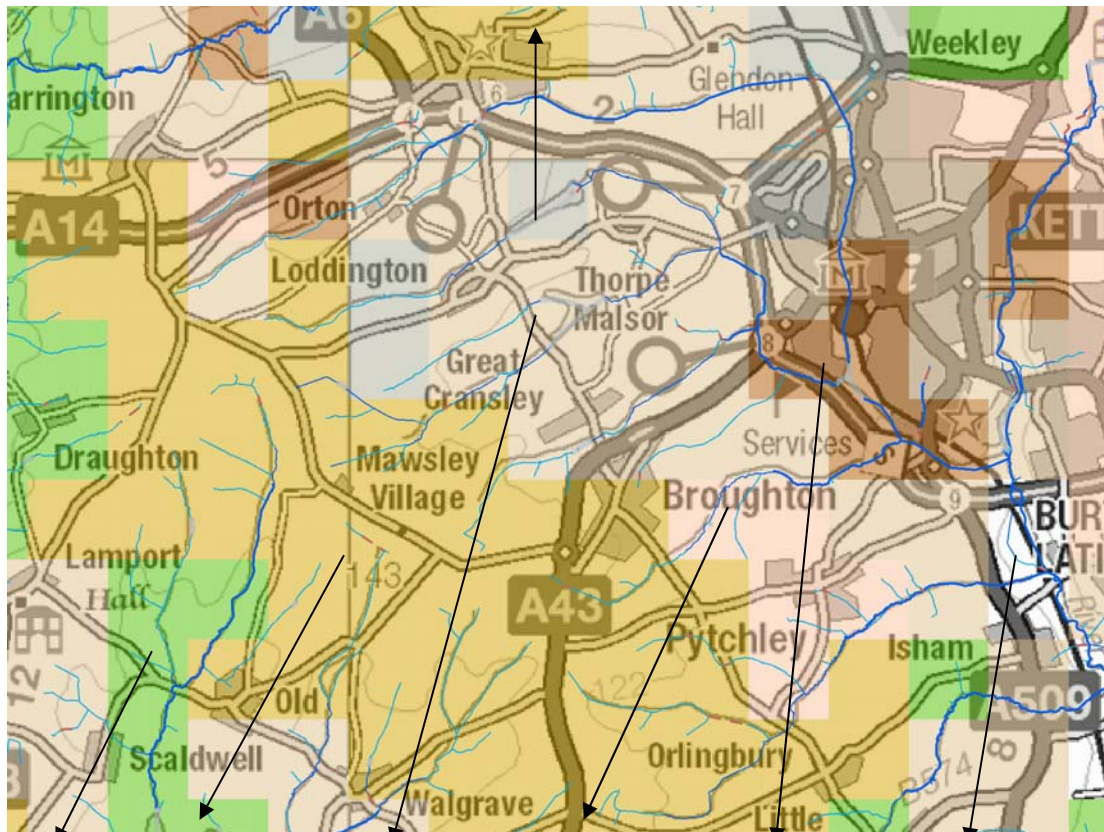 A6
Weekley
arrington
Glendon
Hall
2
16
5
7
A14
Orton
KETT
Loddington
Thorpe
Malsor
i
8
Great
Cransley
Services
Draughton
Mawsley
Village
Broughton
9
BUR
LATI
Lamport
Hall
143
A43
Pytchley
Isham
12
Old
122
A509
Scaldwell
Orlingbury
8
B574
Walgrave
Little